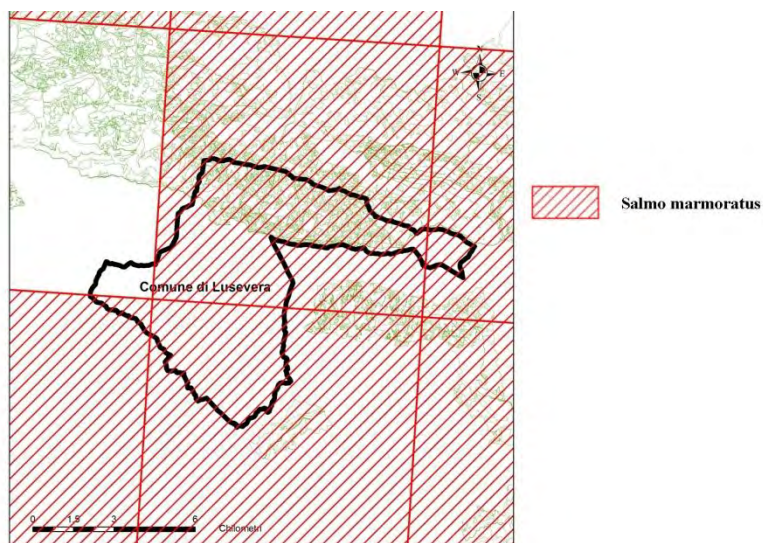 N
W E
S
Salmo marmoratus
Comune di Lusevera
0 1,5 3 6
Chilometri